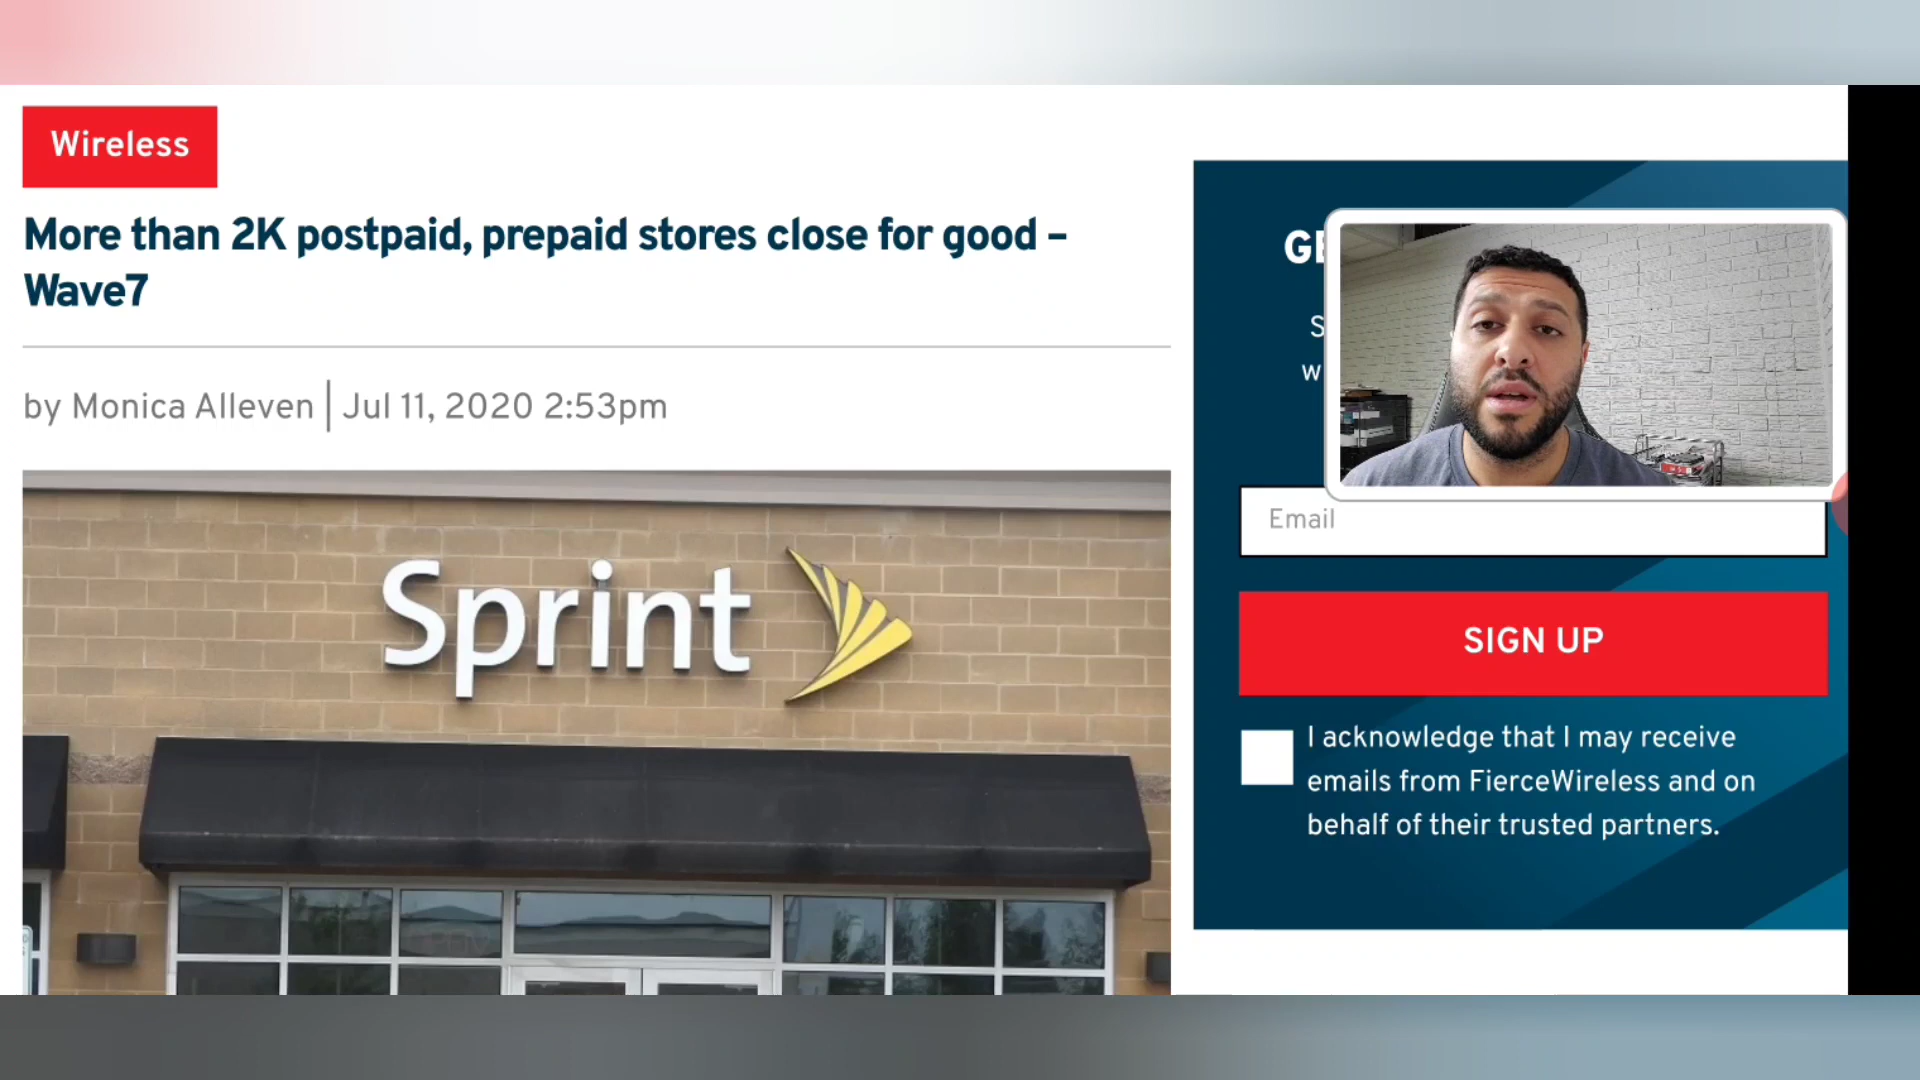 Wireless
More than 2K postpaid, prepaid stores close for good –
Wave7
by Monica Alleven | Jul 11, 2020 2:53pm
Sprint
Email
SIGN UP
I acknowledge that I may receive
emails from FierceWireless and on
behalf of their trusted partners.